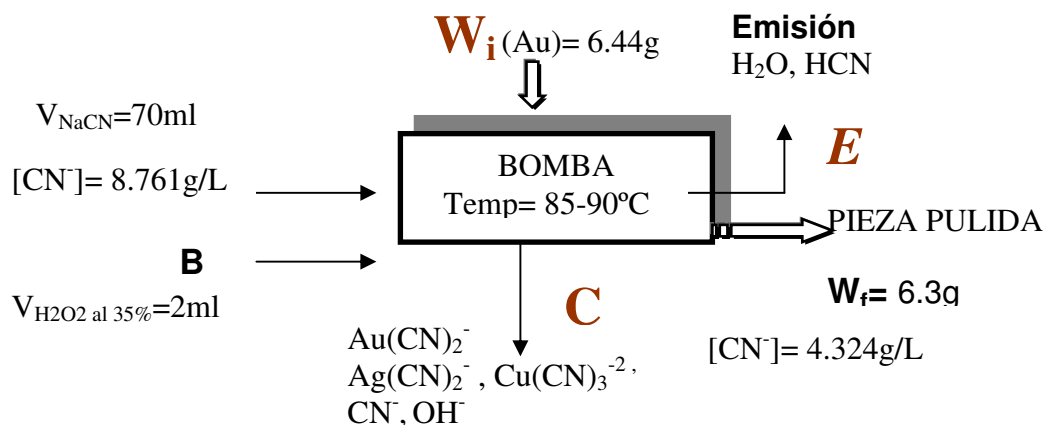 Wi (Au)= 6.44g
Emisión
H2O, HCN
VNaCN=70ml
[CN-]= 8.761g/L
BOMBA
Temp= 85-90ºC
E
PIEZA PULIDA
B
VH2O2 al 35%=2ml
C
Wf= 6.3g
Au(CN)2-
Ag(CN)2- , Cu(CN)3-2 ,
CN-, OH-
[CN-]= 4.324g/L